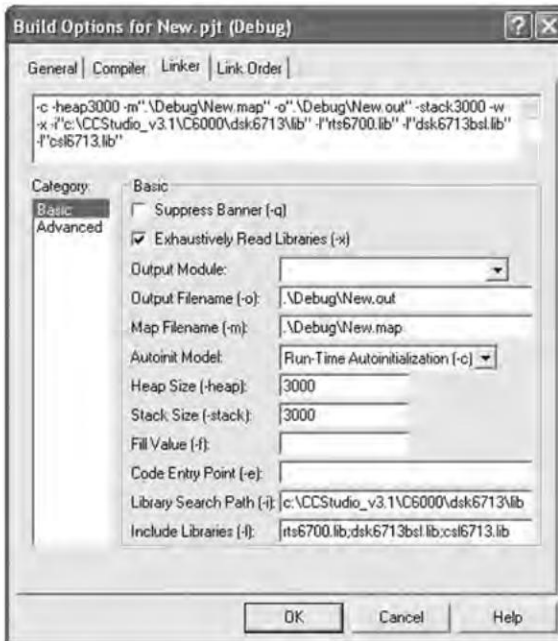 Build Options for New.pjt (Debug)
General Compiler Linker Link Order
-c -heap3000 -m".\Debug\New.map" -o".\Debug\New.out" -stack3000 -w
-x -i"c:\CCStudio_v3.1\C6000\dsk6713\lib" -l"rts6700.lib" -l"dsk6713bsl.lib"
-l"csl6713.lib"
Category:
Basic
Advanced
Basic
Suppress Banner (-q)
Exhaustively Read Libraries (-x)
Output Module:
Output Filename (-o): .\Debug\New.out
Map Filename (-m): .\Debug\New.map
Autoinit Model: Run-Time Autoinitialization (-c)
Heap Size (-heap): 3000
Stack Size (-stack): 3000
Fill Value (-f):
Code Entry Point (-e):
Library Search Path (-i): c:\CCStudio_v3.1\C6000\dsk6713\lib
Include Libraries (-l): rts6700.lib;dsk6713bsl.lib;csl6713.lib
OK Cancel Help